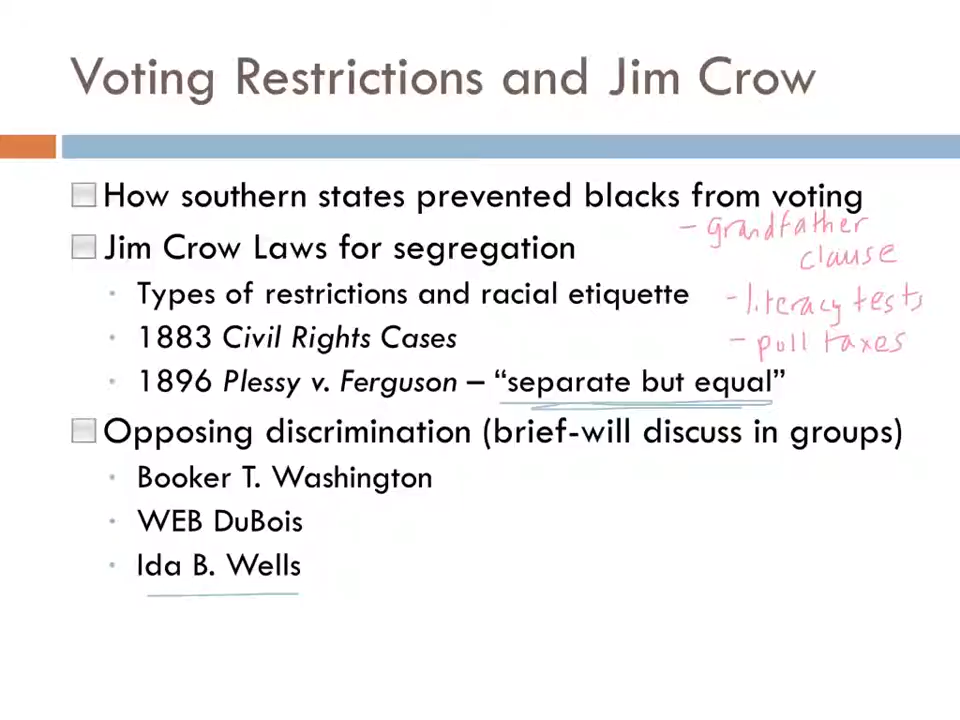 Voting Restrictions and Jim Crow
How southern states prevented blacks from voting
- grandfather
clause
Jim Crow Laws for segregation
Types of restrictions and racial etiquette
- literacy tests
1883 Civil Rights Cases
- poll taxes
1896 Plessy v. Ferguson – “separate but equal”
Opposing discrimination (brief-will discuss in groups)
Booker T. Washington
WEB DuBois
Ida B. Wells